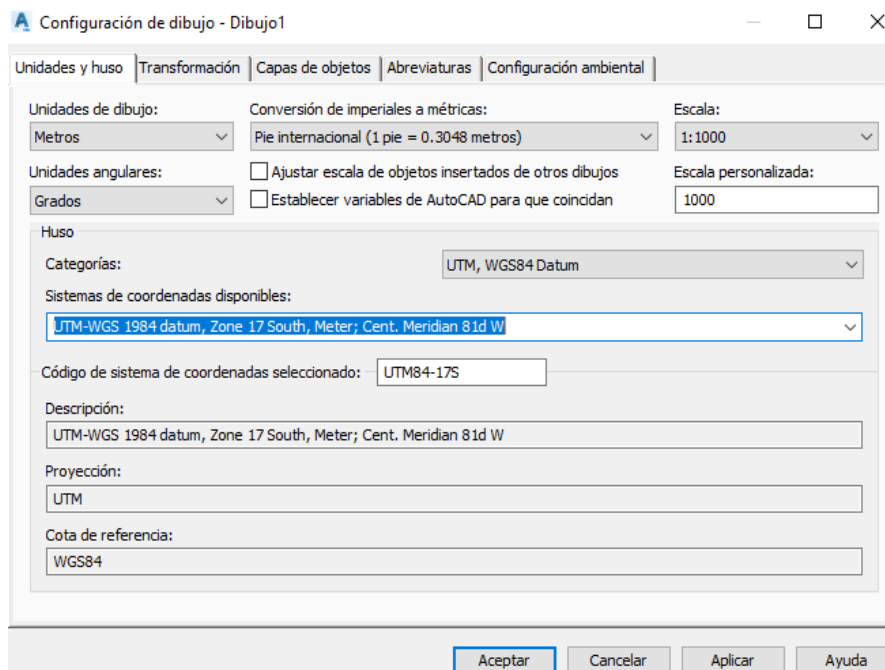 Configuración de dibujo - Dibujo1
Unidades y huso Transformación Capas de objetos Abreviaturas Configuración ambiental
Unidades de dibujo: Conversión de imperiales a métricas: Escala:
Metros Pie internacional (1 pie = 0.3048 metros) 1:1000
Unidades angulares: Ajustar escala de objetos insertados de otros dibujos Escala personalizada:
Grados Establecer variables de AutoCAD para que coincidan 1000
Huso
Categorías: UTM, WGS84 Datum
Sistemas de coordenadas disponibles:
UTM-WGS 1984 datum, Zone 17 South, Meter; Cent. Meridian 81d W
Código de sistema de coordenadas seleccionado: UTM84-17S
Descripción:
UTM-WGS 1984 datum, Zone 17 South, Meter; Cent. Meridian 81d W
Proyección:
UTM
Cota de referencia:
WGS84
Aceptar Cancelar Aplicar Ayuda